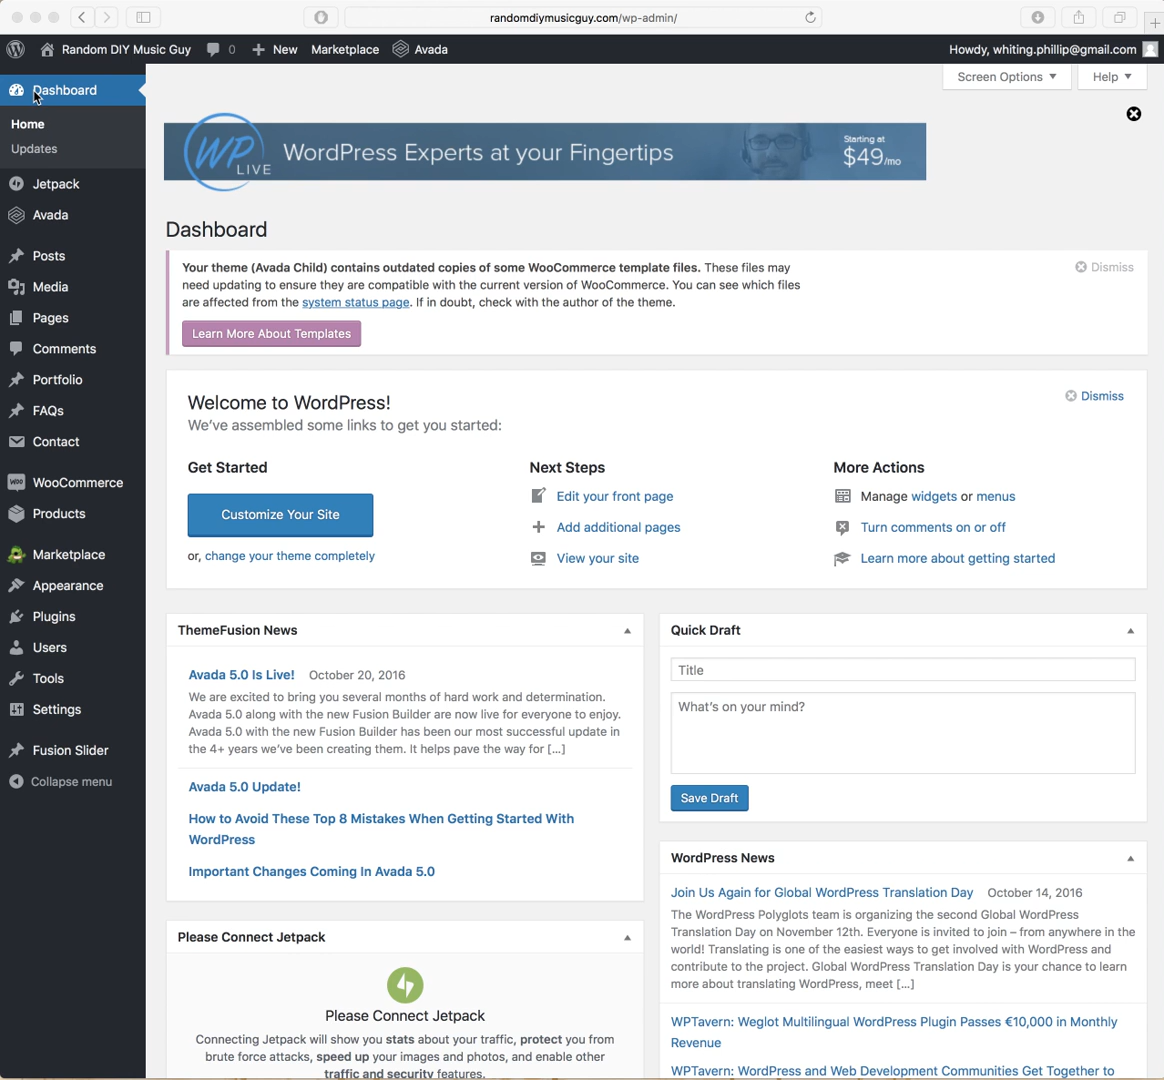 randomdiymusicguy.com/wp-admin/
Random DIY Music Guy 0 New Marketplace Avada Howdy, whiting.phillip@gmail.com
Screen Options Help
Dashboard
Home
Updates
Jetpack
Avada
Posts
Media
Pages
Comments
Portfolio
FAQs
Contact
WooCommerce
Products
Marketplace
Appearance
Plugins
Users
Tools
Settings
Fusion Slider
Collapse menu
WP LIVE WordPress Experts at your Fingertips
Starting at
$49/mo
Dashboard
Your theme (Avada Child) contains outdated copies of some WooCommerce template files. These files may
need updating to ensure they are compatible with the current version of WooCommerce. You can see which files
are affected from the system status page. If in doubt, check with the author of the theme.
Dismiss
Learn More About Templates
Welcome to WordPress!
We've assembled some links to get you started:
Dismiss
Get Started
Customize Your Site
or, change your theme completely
Next Steps
Edit your front page
Add additional pages
View your site
More Actions
Manage widgets or menus
Turn comments on or off
Learn more about getting started
ThemeFusion News
Avada 5.0 Is Live! October 20, 2016
We are excited to bring you several months of hard work and determination.
Avada 5.0 along with the new Fusion Builder are now live for everyone to enjoy.
Avada 5.0 with the new Fusion Builder has been our most successful update in
the 4+ years we've been creating them. It helps pave the way for [...]
Avada 5.0 Update!
How to Avoid These Top 8 Mistakes When Getting Started With
WordPress
Important Changes Coming In Avada 5.0
Please Connect Jetpack
Please Connect Jetpack
Connecting Jetpack will show you stats about your traffic, protect you from
brute force attacks, speed up your images and photos, and enable other
traffic and security features.
Quick Draft
Title
What's on your mind?
Save Draft
WordPress News
Join Us Again for Global WordPress Translation Day October 14, 2016
The WordPress Polyglots team is organizing the second Global WordPress
Translation Day on November 12th. Everyone is invited to join – from anywhere in the
world! Translating is one of the easiest ways to get involved with WordPress and
contribute to the project. Global WordPress Translation Day is your chance to learn
more about translating WordPress, meet [...]
WPTavern: Weglot Multilingual WordPress Plugin Passes €10,000 in Monthly
Revenue
WPTavern: WordPress and Web Development Communities Get Together to